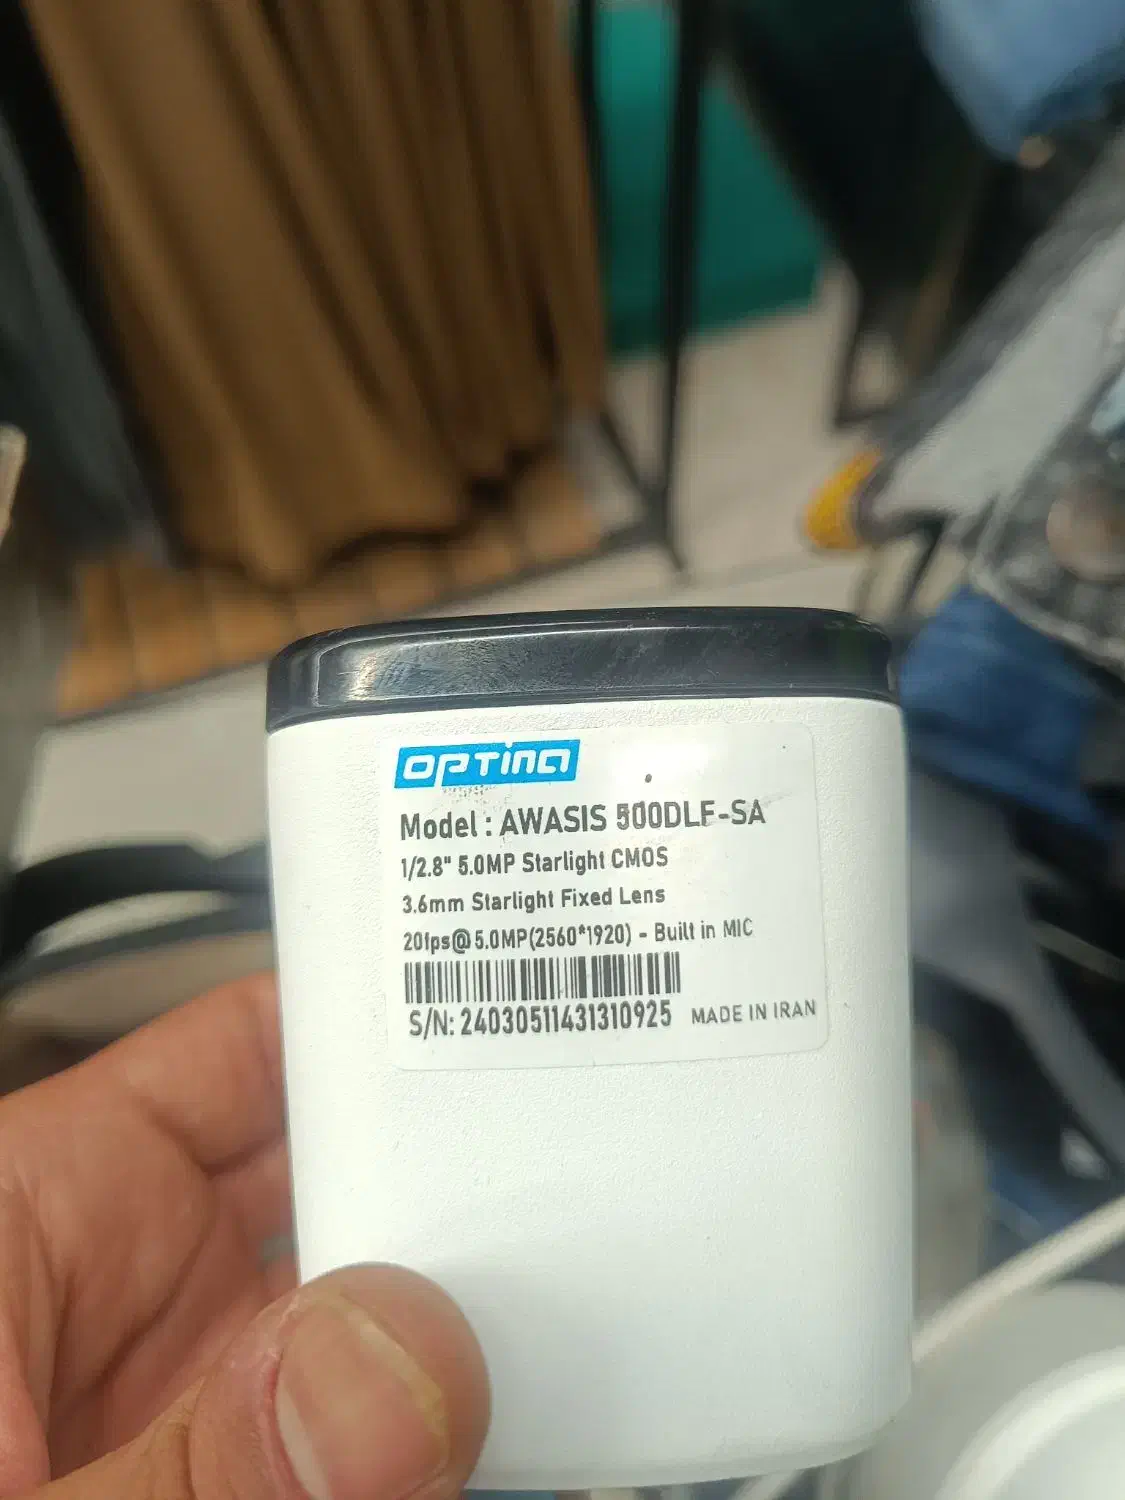 OPTINA
Model : AWASIS 500DLF-SA
1/2.8" 5.0MP Starlight CMOS
3.6mm Starlight Fixed Lens
20fps@5.0MP(2560*1920) - Built in MIC
S/N: 24030511431310925 MADE IN IRAN